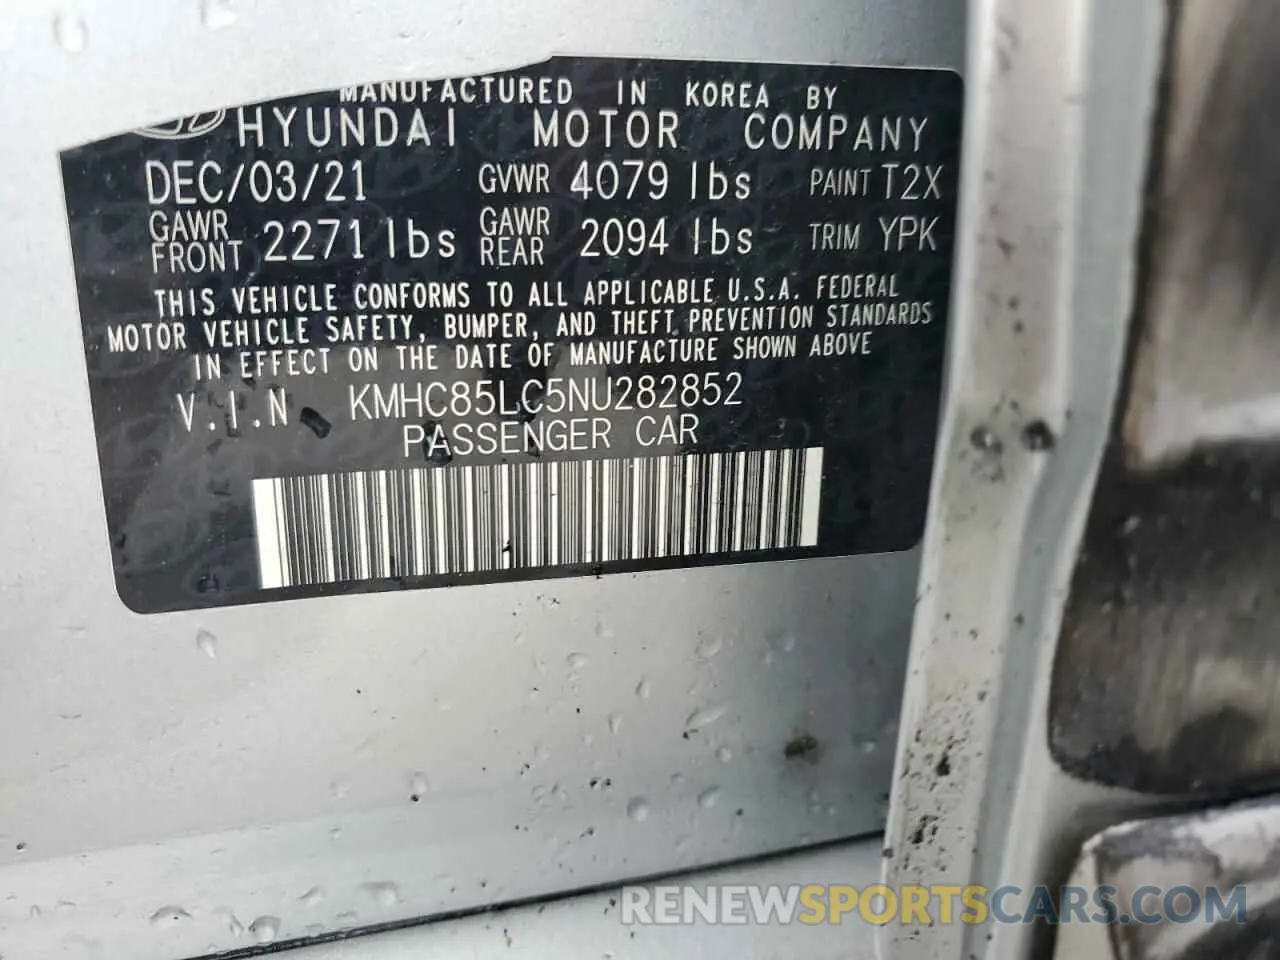 MANUFACTURED IN KOREA BY
HYUNDAI MOTOR COMPANY
DEC/03/21 GVWR 4079 lbs PAINT T2X
GAWR FRONT 2271 lbs GAWR REAR 2094 lbs TRIM YPK
THIS VEHICLE CONFORMS TO ALL APPLICABLE U.S.A. FEDERAL
MOTOR VEHICLE SAFETY, BUMPER, AND THEFT PREVENTION STANDARDS
IN EFFECT ON THE DATE OF MANUFACTURE SHOWN ABOVE
V.I.N KMHC85LC5NU282852
PASSENGER CAR
RENEWSPORTSCARS.COM